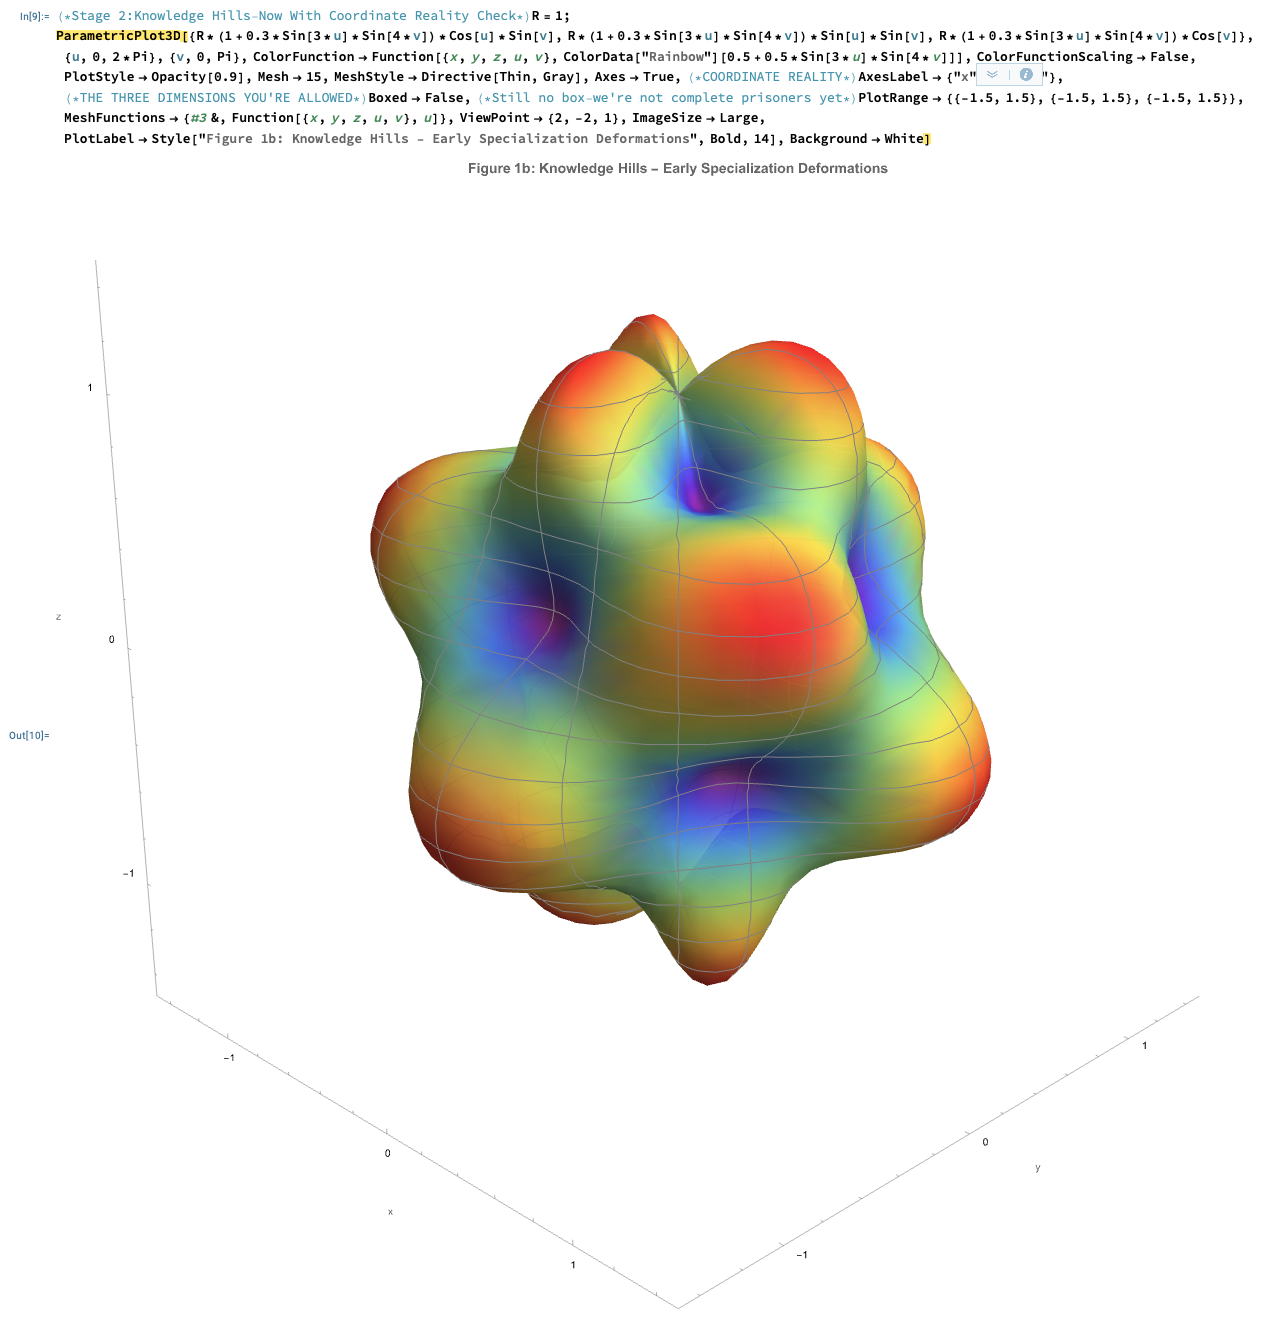 In[9]:= (*Stage 2:Knowledge Hills-Now With Coordinate Reality Check*)R = 1;
ParametricPlot3D[{R*(1+0.3*Sin[3*u]*Sin[4*v])*Cos[u]*Sin[v], R*(1+0.3*Sin[3*u]*Sin[4*v])*Sin[u]*Sin[v], R*(1+0.3*Sin[3*u]*Sin[4*v])*Cos[v]},
{u, 0, 2*Pi}, {v, 0, Pi}, ColorFunction→Function[{x, y, z, u, v}, ColorData["Rainbow"][0.5+0.5*Sin[3*u]*Sin[4*v]]], ColorFunctionScaling→False,
PlotStyle→Opacity[0.9], Mesh→15, MeshStyle→Directive[Thin, Gray], Axes→True, (*COORDINATE REALITY*)AxesLabel→{"x" "},
(*THE THREE DIMENSIONS YOU'RE ALLOWED*)Boxed→False, (*Still no box-we're not complete prisoners yet*)PlotRange→{{-1.5, 1.5}, {-1.5, 1.5}, {-1.5, 1.5}},
MeshFunctions→{#3 &, Function[{x, y, z, u, v}, u]}, ViewPoint→{2, -2, 1}, ImageSize→Large,
PlotLabel→Style["Figure 1b: Knowledge Hills – Early Specialization Deformations", Bold, 14], Background→White]
Figure 1b: Knowledge Hills – Early Specialization Deformations
1
z
0
Out[10]=
-1
-1
0
x
1
1
0
y
-1